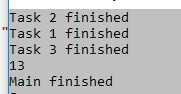 Task 2 finished
"Task 1 finished
Task 3 finished
13
Main finished